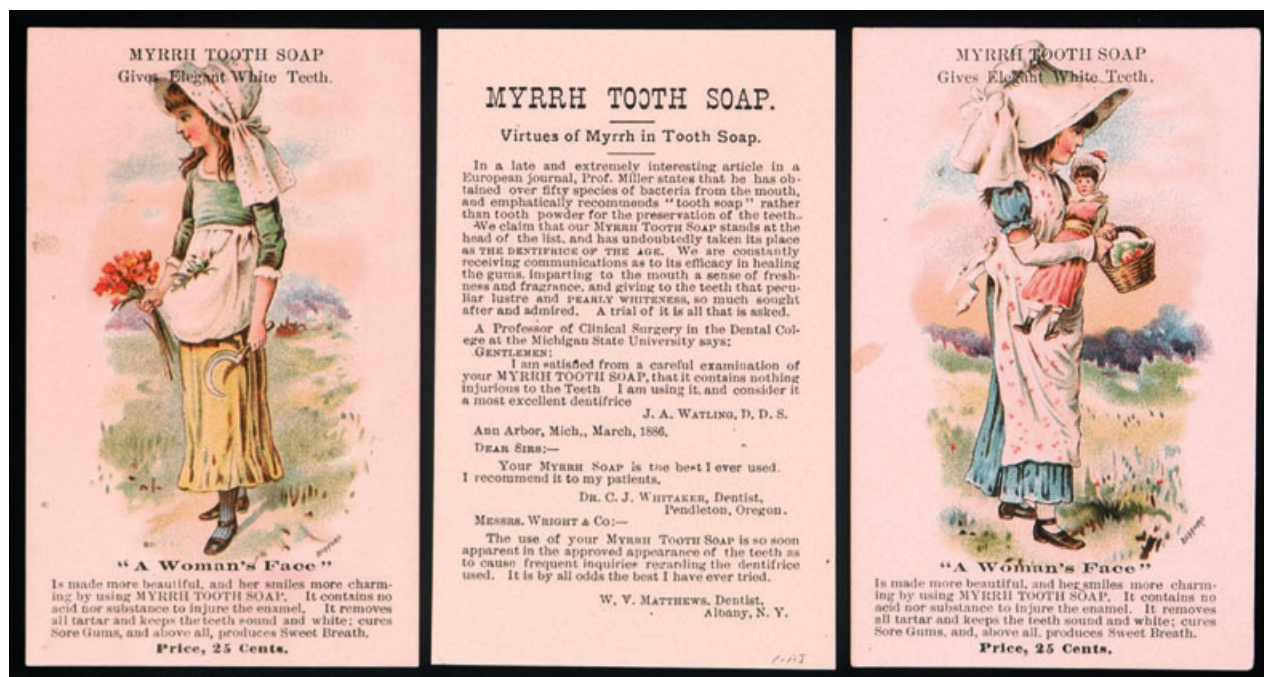 MYRRH TOOTH SOAP
Gives Elegant White Teeth.
"A Woman's Face"
Is made more beautiful, and her smiles more charm-
ing by using MYRRH TOOTH SOAP. It contains no
acid nor substance to injure the enamel. It removes
all tartar and keeps the teeth sound and white; cures
Sore Gums, and above all, produces Sweet Breath.
Price, 25 Cents.
MYRRH TOOTH SOAP.
Virtues of Myrrh in Tooth Soap.
In a late and extremely interesting article in a
European journal, Prof. Miller states that he has ob-
tained over fifty species of bacteria from the mouth,
and emphatically recommends "tooth soap" rather
than tooth powder for the preservation of the teeth.
We claim that our MYRRH TOOTH SOAP stands at the
head of the list, and has undoubtedly taken its place
as THE DENTIFRICE OF THE AGE. We are constantly
receiving communications as to its efficacy in healing
the gums, imparting to the mouth a sense of fresh-
ness and fragrance, and giving to the teeth that pecu-
liar lustre and PEARLY WHITENESS, so much sought
after and admired. A trial of it is all that is asked.
A Professor of Clinical Surgery in the Dental Col-
ege at the Michigan State University says:
GENTLEMEN:
I am satisfied from a careful examination of
your MYRRH TOOTH SOAP, that it contains nothing
injurious to the Teeth I am using it, and consider it
a most excellent dentifrice
J. A. WATLING, D. D. S.
Ann Arbor, Mich., March, 1886.
DEAR SIRS:—
Your MYRRH SOAP is the best I ever used.
I recommend it to my patients.
DR. C. J. WHITAKER, Dentist,
Pendleton, Oregon.
MESSRS. WRIGHT & CO:—
The use of your MYRRH TOOTH SOAP is so soon
apparent in the approved appearance of the teeth as
to cause frequent inquiries regarding the dentifrice
used. It is by all odds the best I have ever tried.
W. V. MATTHEWS, Dentist,
Albany, N. Y.
MYRRH TOOTH SOAP
Gives Elegant White Teeth.
"A Woman's Face"
Is made more beautiful, and her smiles more charm-
ing by using MYRRH TOOTH SOAP. It contains no
acid nor substance to injure the enamel. It removes
all tartar and keeps the teeth sound and white; cures
Sore Gums, and, above all, produces Sweet Breath.
Price, 25 Cents.